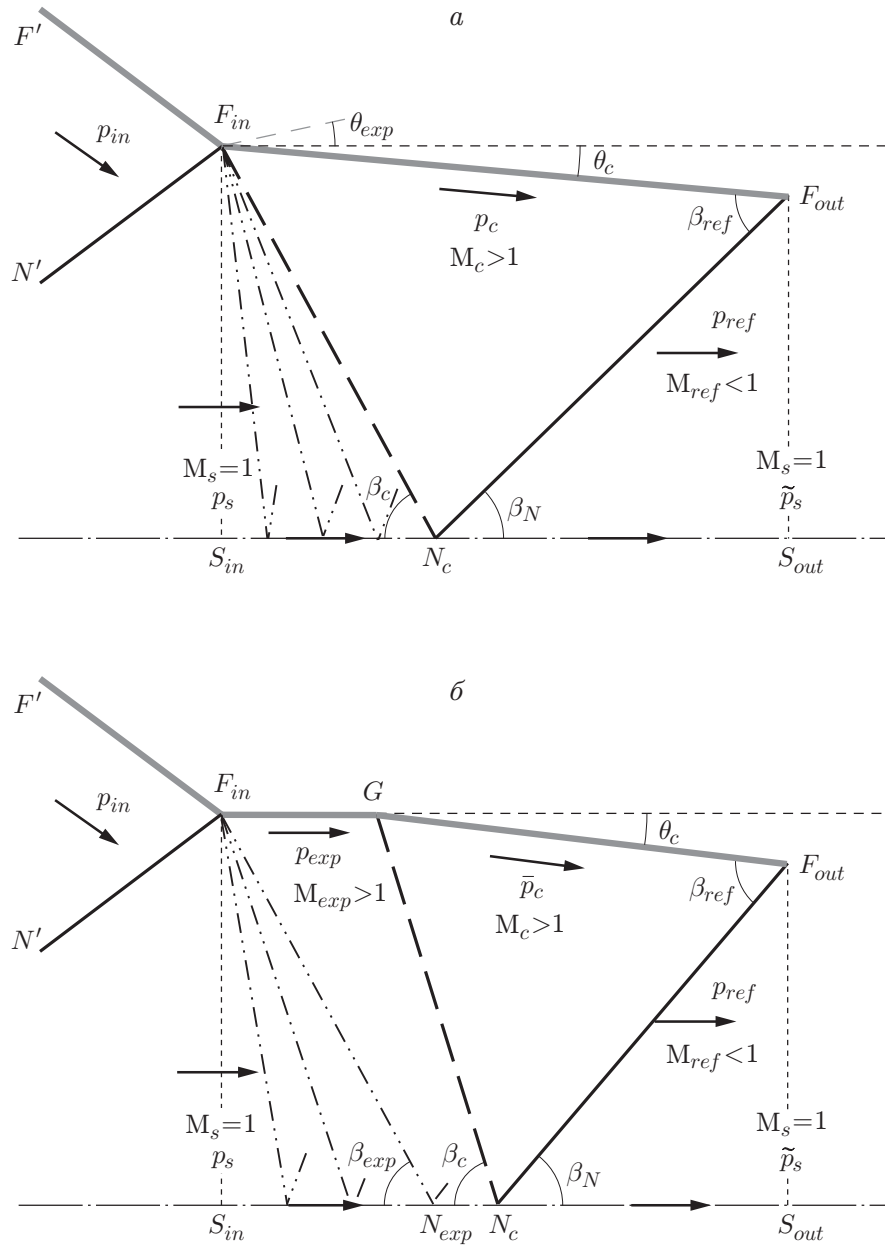 а
F′
F_in
p_in
θ_exp
θ_c
N′
p_c
M_c>1
β_ref
F_out
p_ref
M_ref<1
M_s=1
p_s
β_c
β_N
M_s=1
p̃_s
S_in
N_c
S_out
б
F′
F_in
G
p_in
θ_c
p_exp
M_exp>1
p̄_c
M_c>1
β_ref
F_out
N′
p_ref
M_ref<1
M_s=1
p_s
β_exp
β_c
β_N
M_s=1
p̃_s
S_in
N_exp
N_c
S_out